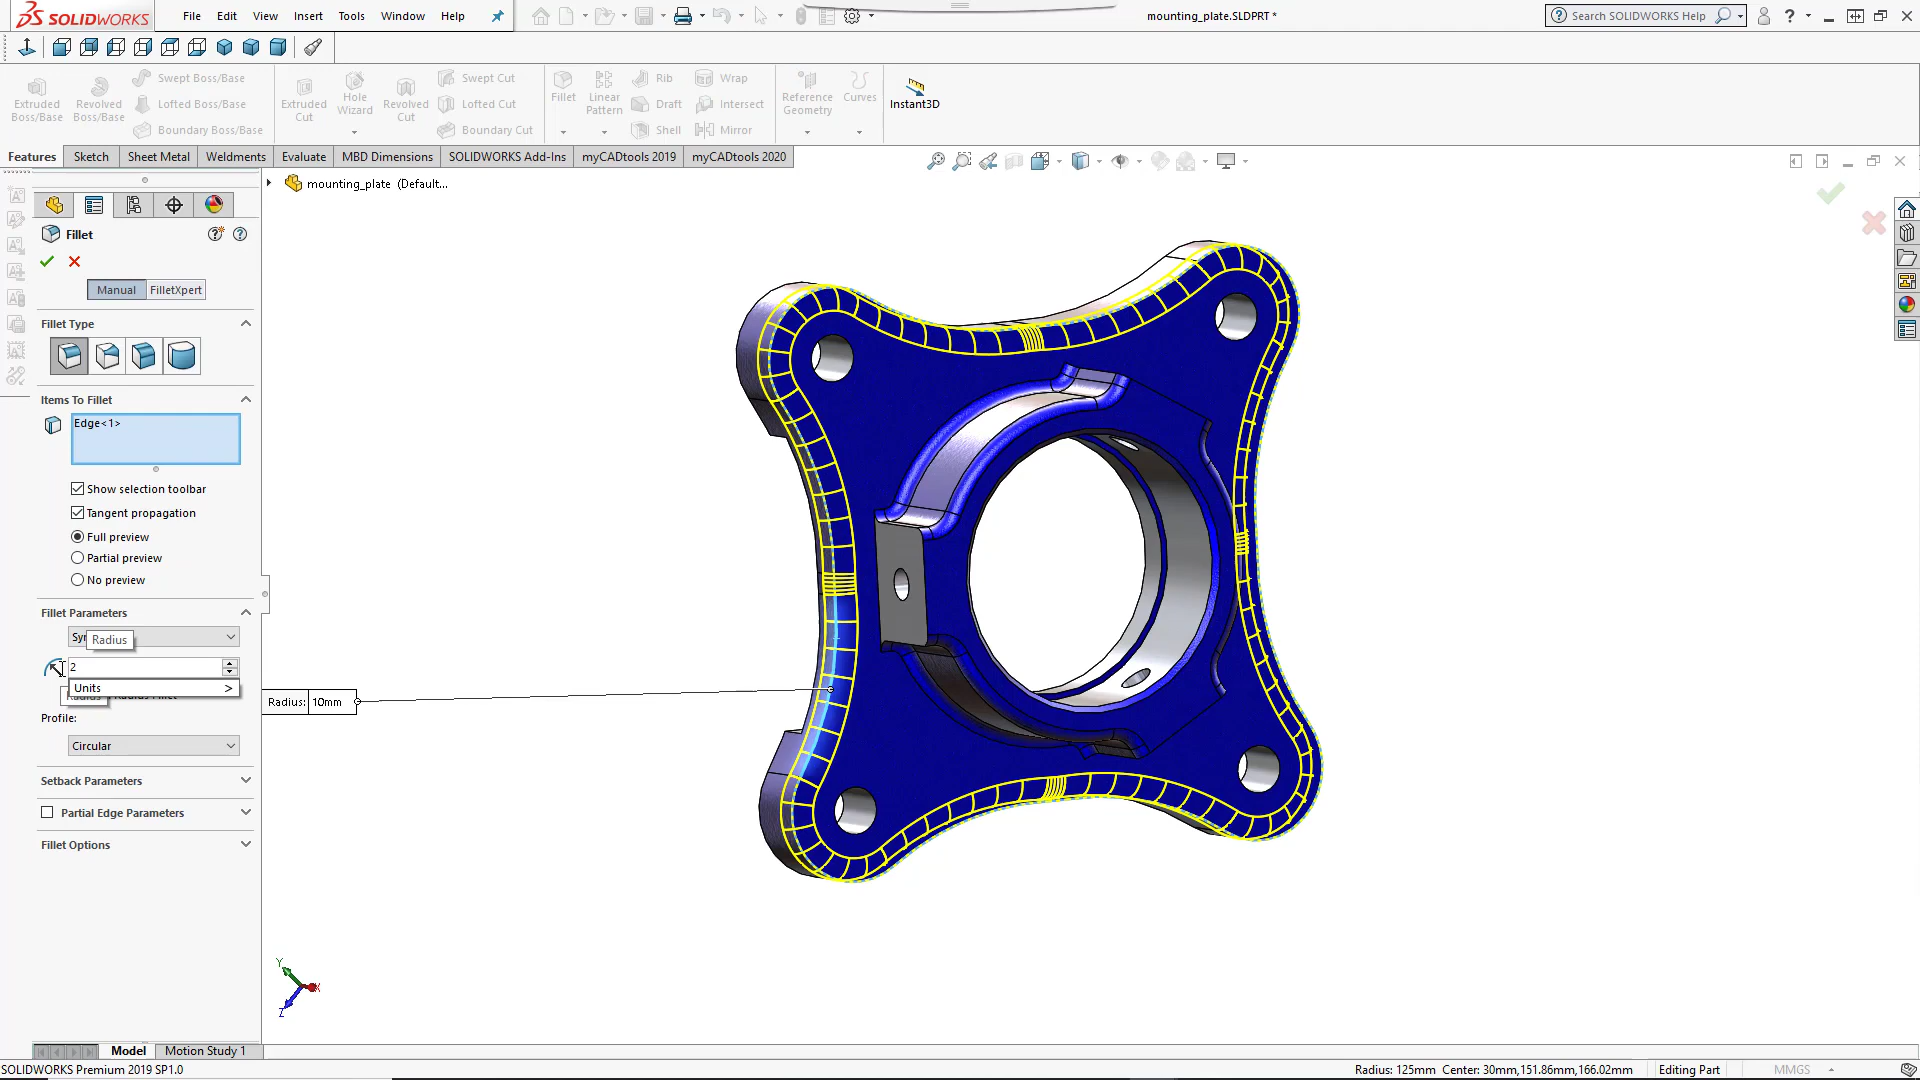 SOLIDWORKS
File Edit View Insert Tools Window Help
mounting_plate.SLDPRT *
Search SOLIDWORKS Help
Extruded Boss/Base
Revolved Boss/Base
Swept Boss/Base
Lofted Boss/Base
Boundary Boss/Base
Extruded Cut
Hole Wizard
Revolved Cut
Swept Cut
Lofted Cut
Boundary Cut
Fillet
Linear Pattern
Rib
Draft
Shell
Wrap
Intersect
Mirror
Reference Geometry
Curves
Instant3D
Features Sketch Sheet Metal Weldments Evaluate MBD Dimensions SOLIDWORKS Add-Ins myCADtools 2019 myCADtools 2020
mounting_plate (Default...
Fillet
Manual FilletXpert
Fillet Type
Items To Fillet
Edge<1>
Show selection toolbar
Tangent propagation
Full preview
Partial preview
No preview
Fillet Parameters
Radius
2
Units >
Radius: 10mm
Profile:
Circular
Setback Parameters
Partial Edge Parameters
Fillet Options
Y
X
Z
Model Motion Study 1
SOLIDWORKS Premium 2019 SP1.0
Radius: 125mm Center: 30mm,151.86mm,166.02mm Editing Part MMGS